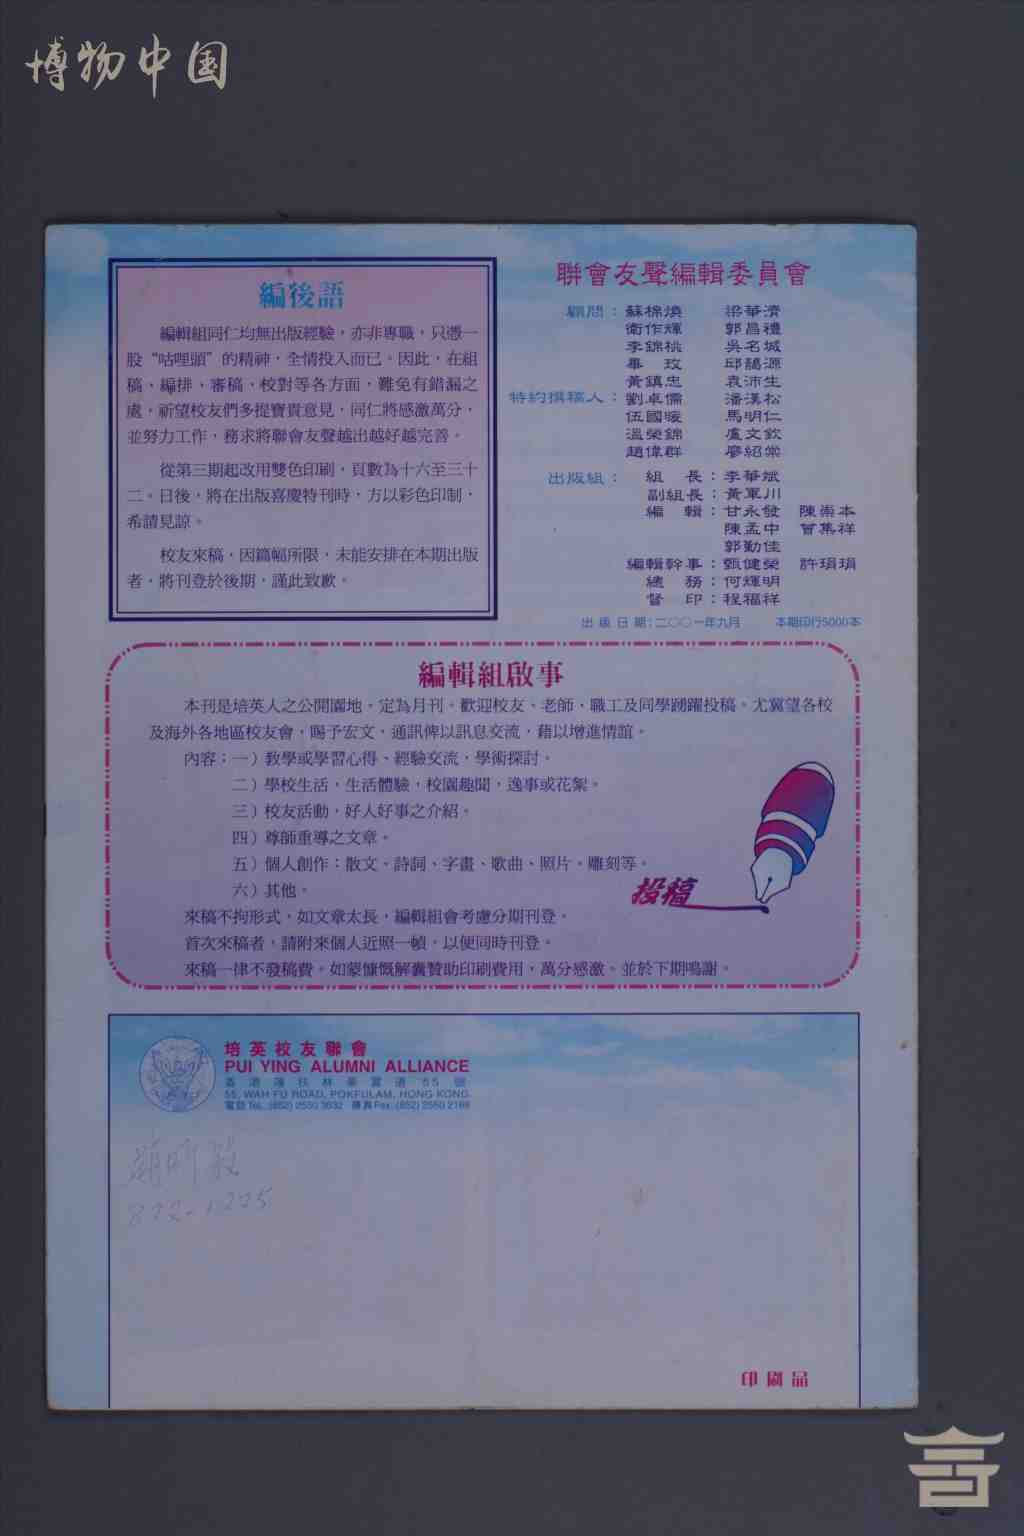 博物中国
編後語
編輯組同仁均無出版經驗，亦非專職，只憑一
股“咕哩頭”的精神，全情投入而已。因此，在組
稿、編排、審稿、校對等各方面，難免有錯漏之
處，祈望校友們多提寶貴意見，同仁將感激萬分，
並努力工作，務求將聯會友聲越出越好越完善。
從第三期起改用雙色印刷，頁數為十六至三十
二。日後，將在出版喜慶特刊時，方以彩色印制，
希請見諒。
校友來稿，因篇幅所限，未能安排在本期出版
者，將刊登於後期，謹此致歉。
聯會友聲編輯委員會
顧問：蘇棉煥　梁華濟
衛作輝　郭昌禮
李錦桃　吳名城
畢　玫　邱藹源
黃鎮忠　袁沛生
特約撰稿人：劉卓儒　潘漢松
伍國暖　馬明仁
溫榮錦　盧文欽
趙偉群　廖紹棠
出版組：組　長：李華斌
副組長：黃軍川
編　輯：甘永發　陳崇本
陳孟中　曾集祥
郭勤佳
編輯幹事：甄健榮　許琄琄
總　務：何輝明
督　印：程福祥
出版日期：二○○一年九月　本期印行5000本
編輯組啟事
本刊是培英人之公開園地，定為月刊。歡迎校友、老師、職工及同學踴躍投稿。尤冀望各校
及海外各地區校友會，賜予宏文，通訊俾以訊息交流，藉以增進情誼。
內容：一）教學或學習心得、經驗交流，學術探討。
二）學校生活，生活體驗，校園趣聞，逸事或花絮。
三）校友活動，好人好事之介紹。
四）尊師重導之文章。
五）個人創作：散文、詩詞、字畫、歌曲、照片，雕刻等。
六）其他。
投稿
來稿不拘形式，如文章太長，編輯組會考慮分期刊登。
首次來稿者，請附來個人近照一幀，以便同時刊登。
來稿一律不發稿費。如蒙慷慨解囊贊助印刷費用，萬分感激。並於下期鳴謝。
培英校友聯會
PUI YING ALUMNI ALLIANCE
香港薄扶林華富道55號
55, WAH FU ROAD, POKFULAM, HONG KONG.
電話 Tel.: (852) 2550 3632 傳真 Fax: (852) 2550 2168
872-1225
印刷品